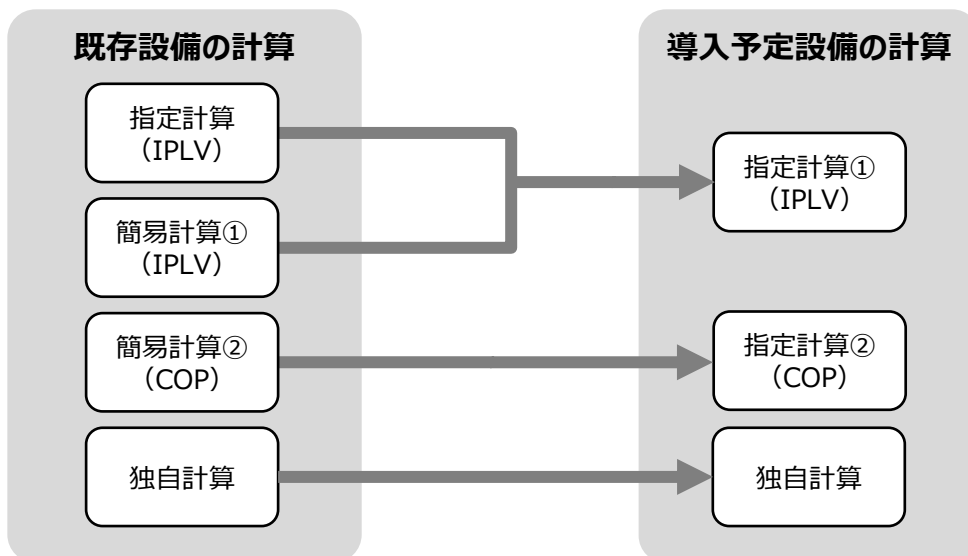 既存設備の計算
指定計算
（IPLV）
簡易計算①
（IPLV）
簡易計算②
（COP）
独自計算
導入予定設備の計算
指定計算①
（IPLV）
指定計算②
（COP）
独自計算